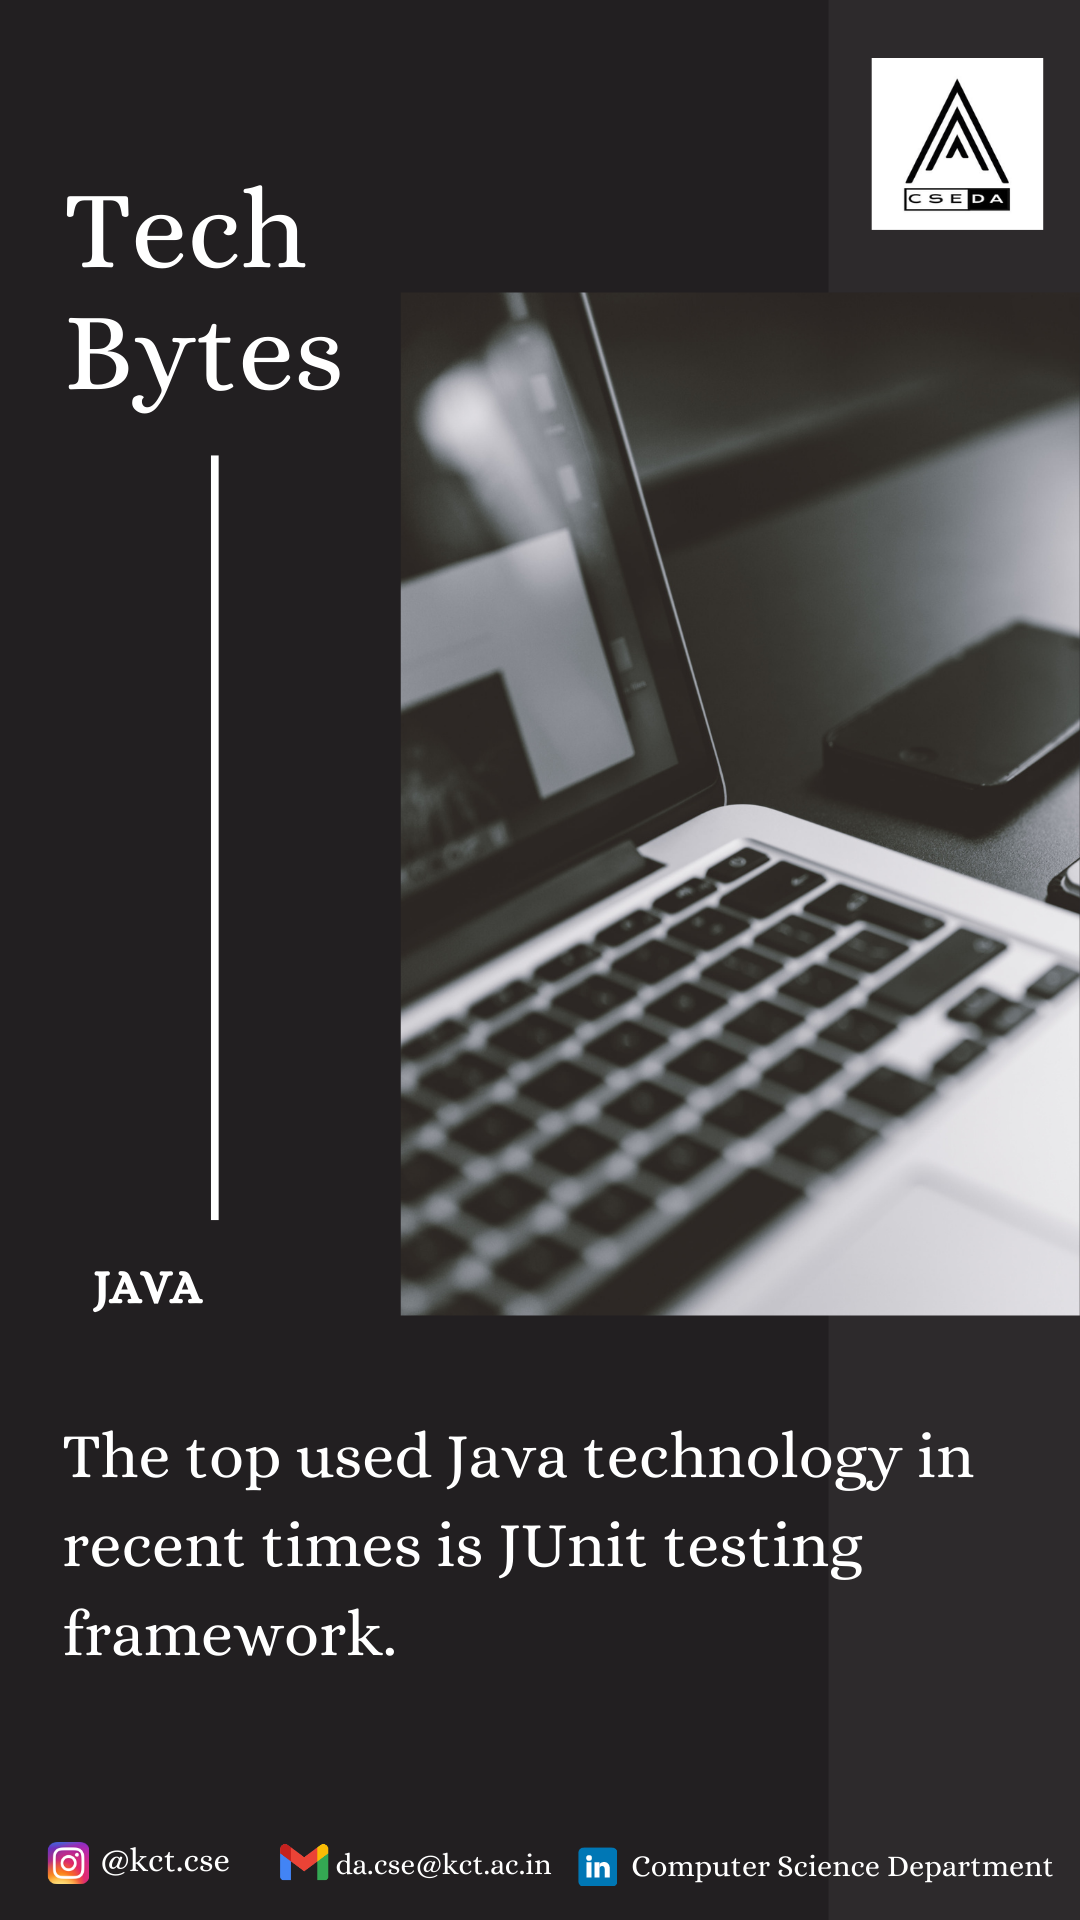 CSEDA
Tech
Bytes
JAVA
The top used Java technology in
recent times is JUnit testing
framework.
@kct.cse
da.cse@kct.ac.in
in
Computer Science Department